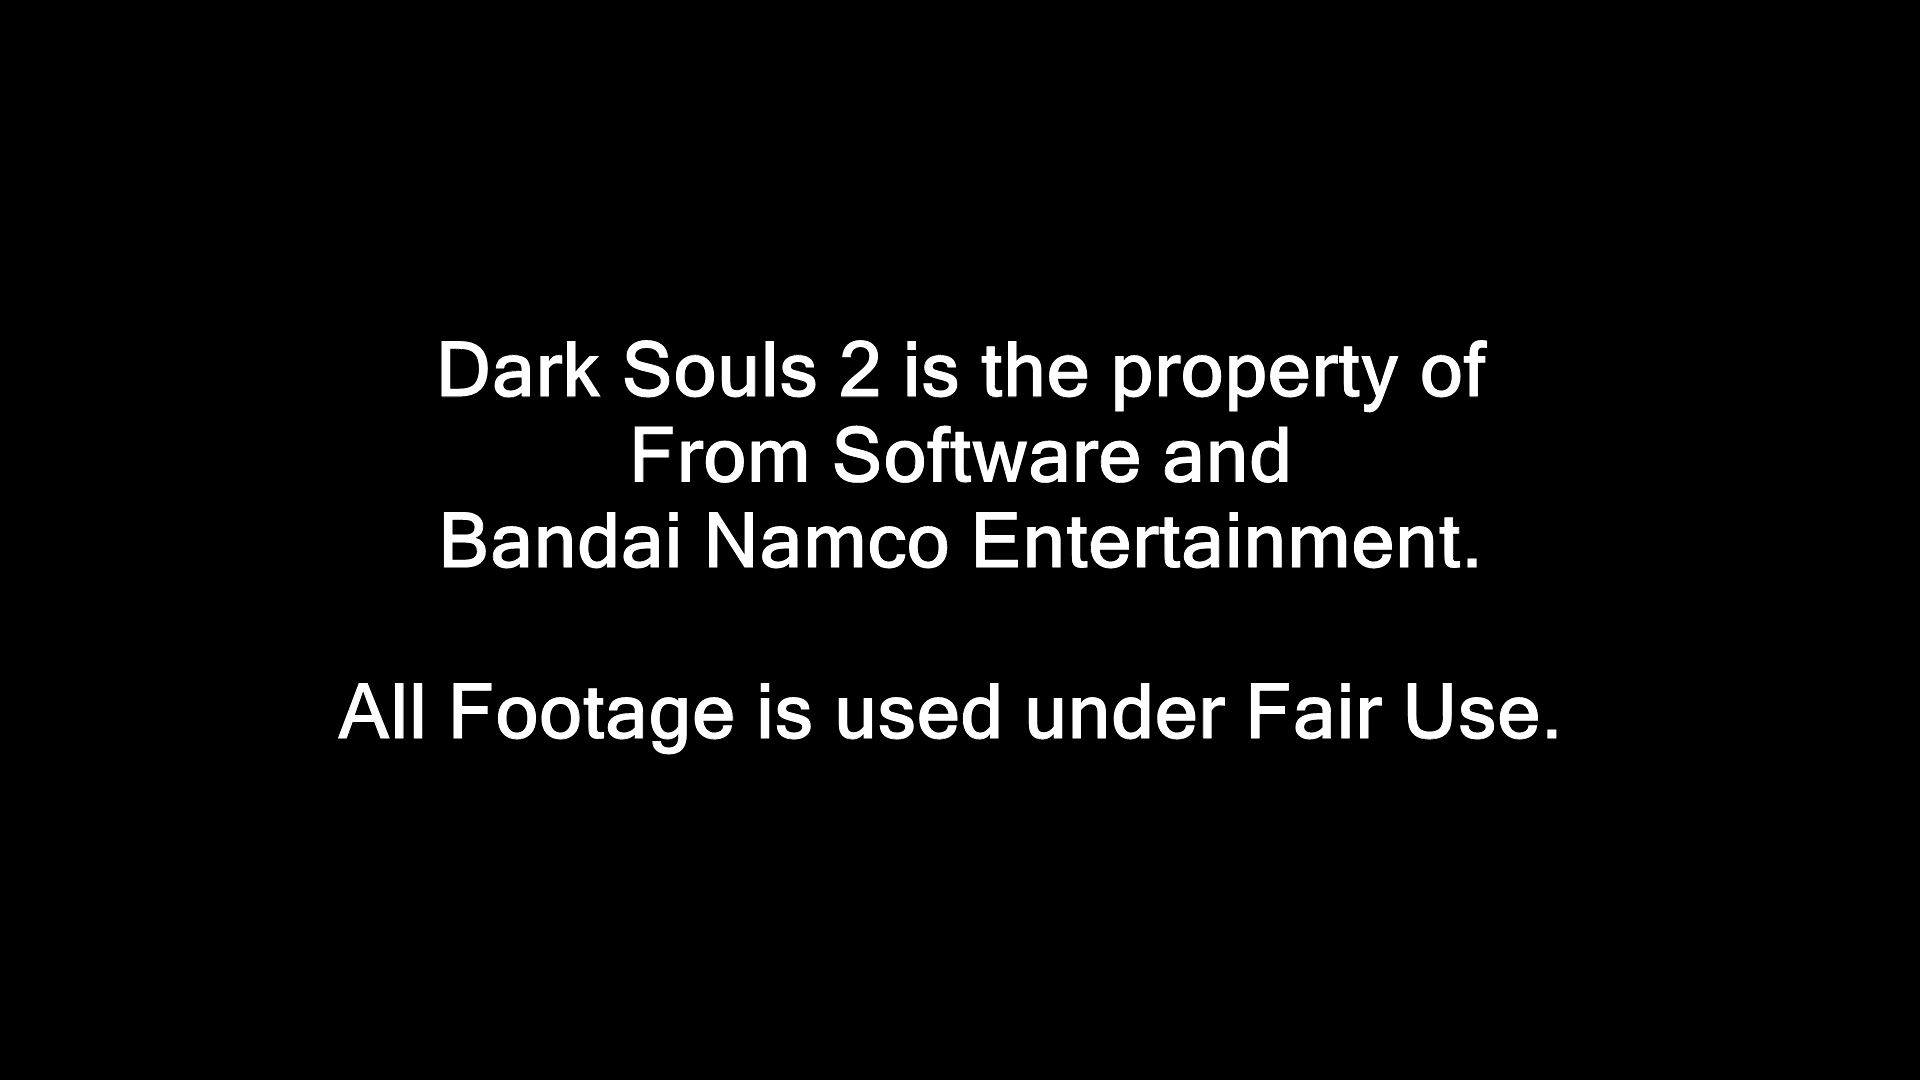 Dark Souls 2 is the property of
From Software and
Bandai Namco Entertainment.
All Footage is used under Fair Use.